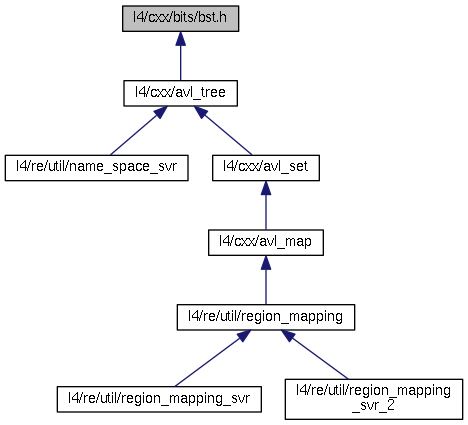 l4/cxx/bits/bst.h
l4/cxx/avl_tree
l4/re/util/name_space_svr
l4/cxx/avl_set
l4/cxx/avl_map
l4/re/util/region_mapping
l4/re/util/region_mapping_svr
l4/re/util/region_mapping
_svr_2